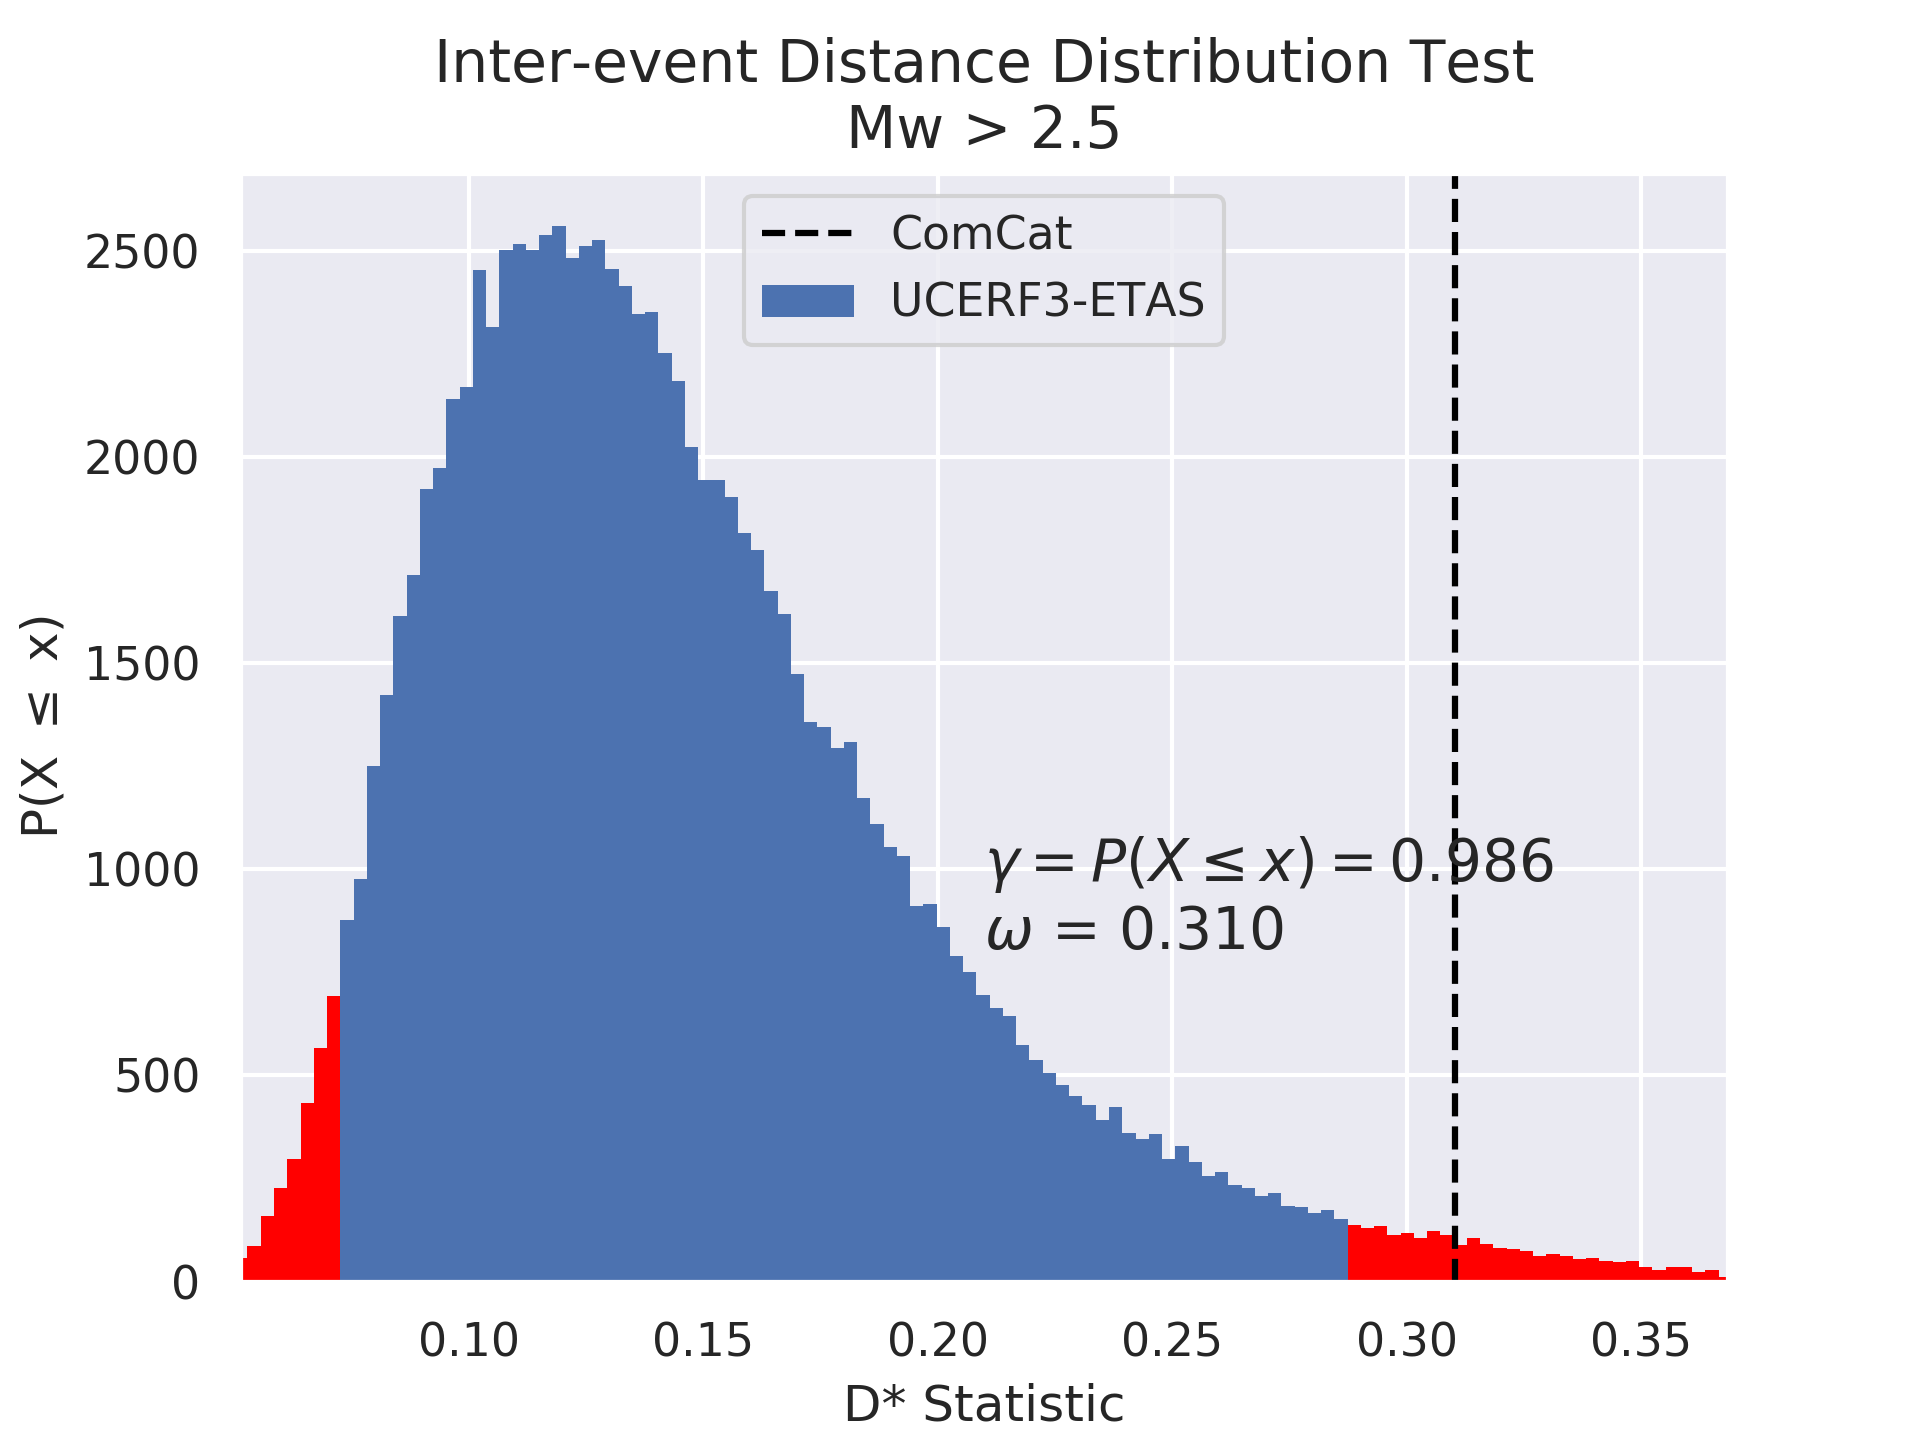 Inter-event Distance Distribution Test
Mw > 2.5
ComCat
UCERF3-ETAS
P(X ≤ x)
2500
2000
1500
1000
500
0
γ = P(X ≤ x) = 0.986
ω = 0.310
0.10 0.15 0.20 0.25 0.30 0.35
D* Statistic